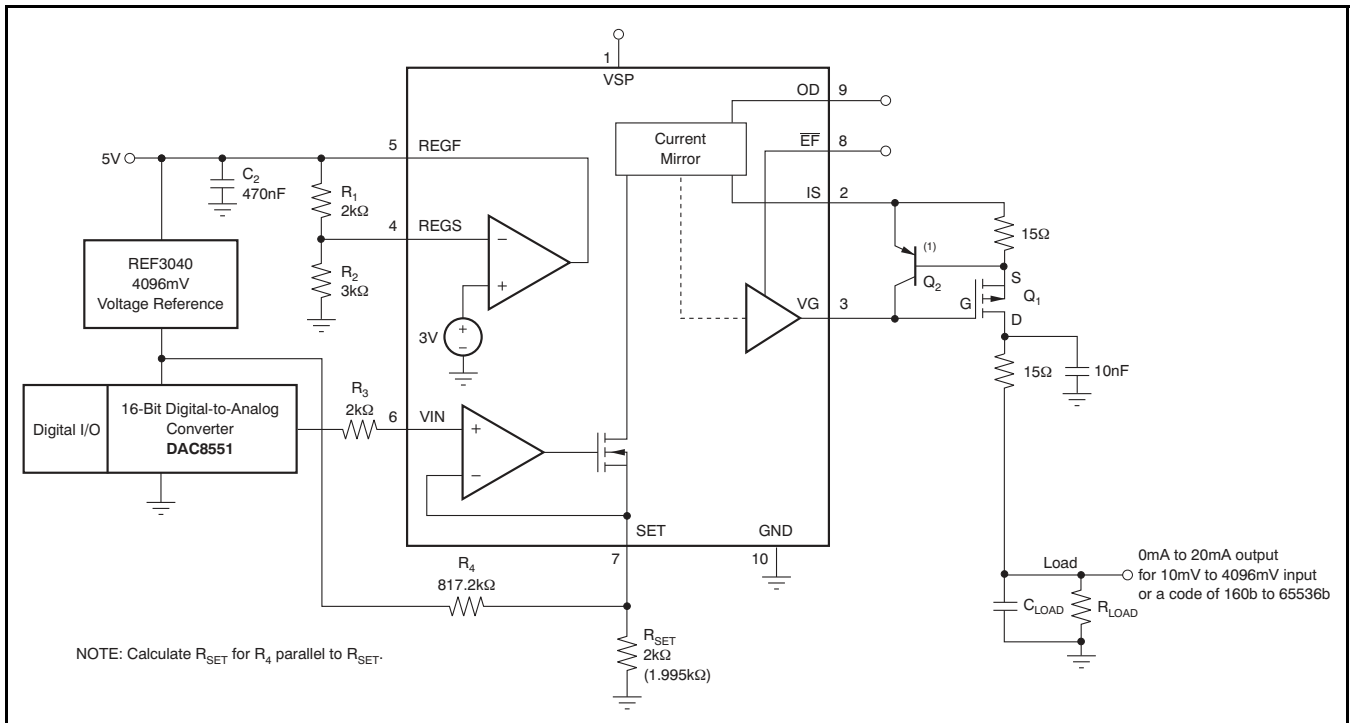 1
VSP
OD 9
Current
Mirror
EF 8
IS 2
5V
5 REGF
C2
470nF
R1
2kΩ
4 REGS
R2
3kΩ
3V
REF3040
4096mV
Voltage Reference
(1)
Q2
15Ω
S
G
Q1
D
VG 3
15Ω
10nF
Digital I/O
16-Bit Digital-to-Analog
Converter
DAC8551
R3
2kΩ
6 VIN
SET
7
GND
10
R4
817.2kΩ
RSET
2kΩ
(1.995kΩ)
Load
CLOAD
RLOAD
0mA to 20mA output
for 10mV to 4096mV input
or a code of 160b to 65536b
NOTE: Calculate RSET for R4 parallel to RSET.